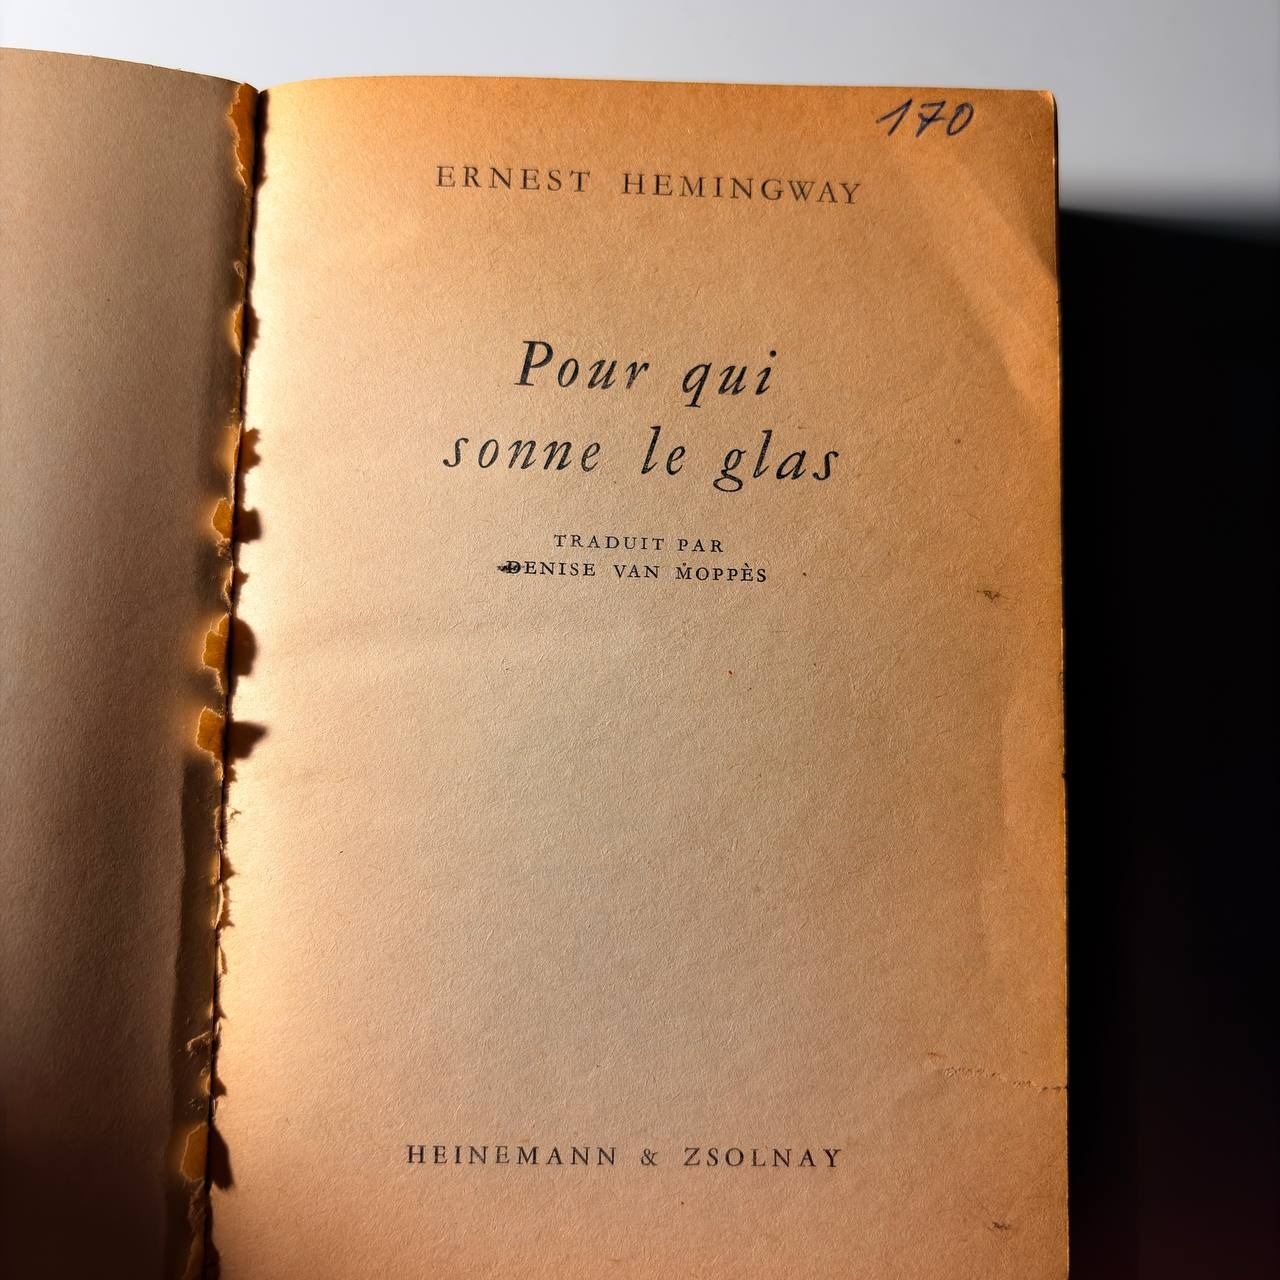 170
ERNEST HEMINGWAY
Pour qui
sonne le glas
TRADUIT PAR
DENISE VAN MOPPÈS
HEINEMANN & ZSOLNAY